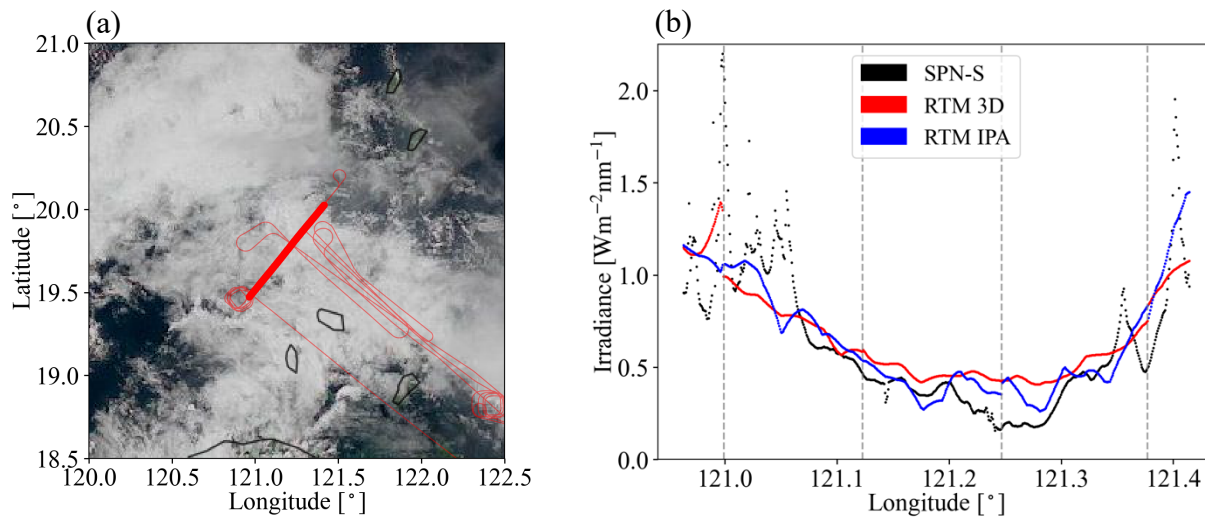 (a)
(b)
21.0
20.5
20.0
19.5
19.0
18.5
Latitude [°]
120.0 120.5 121.0 121.5 122.0 122.5
Longitude [°]
2.0
1.5
1.0
0.5
0.0
Irradiance [Wm⁻²nm⁻¹]
SPN-S
RTM 3D
RTM IPA
121.0 121.1 121.2 121.3 121.4
Longitude [°]